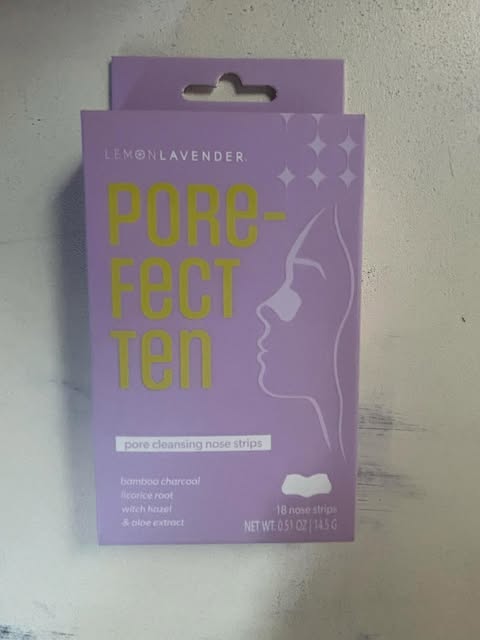 LEMONLAVENDER.
PORE-
FECT
Ten
pore cleansing nose strips
bamboo charcoal
licorice root
witch hazel
& aloe extract
18 nose strips
NET WT. 0.51 OZ | 14.5 G